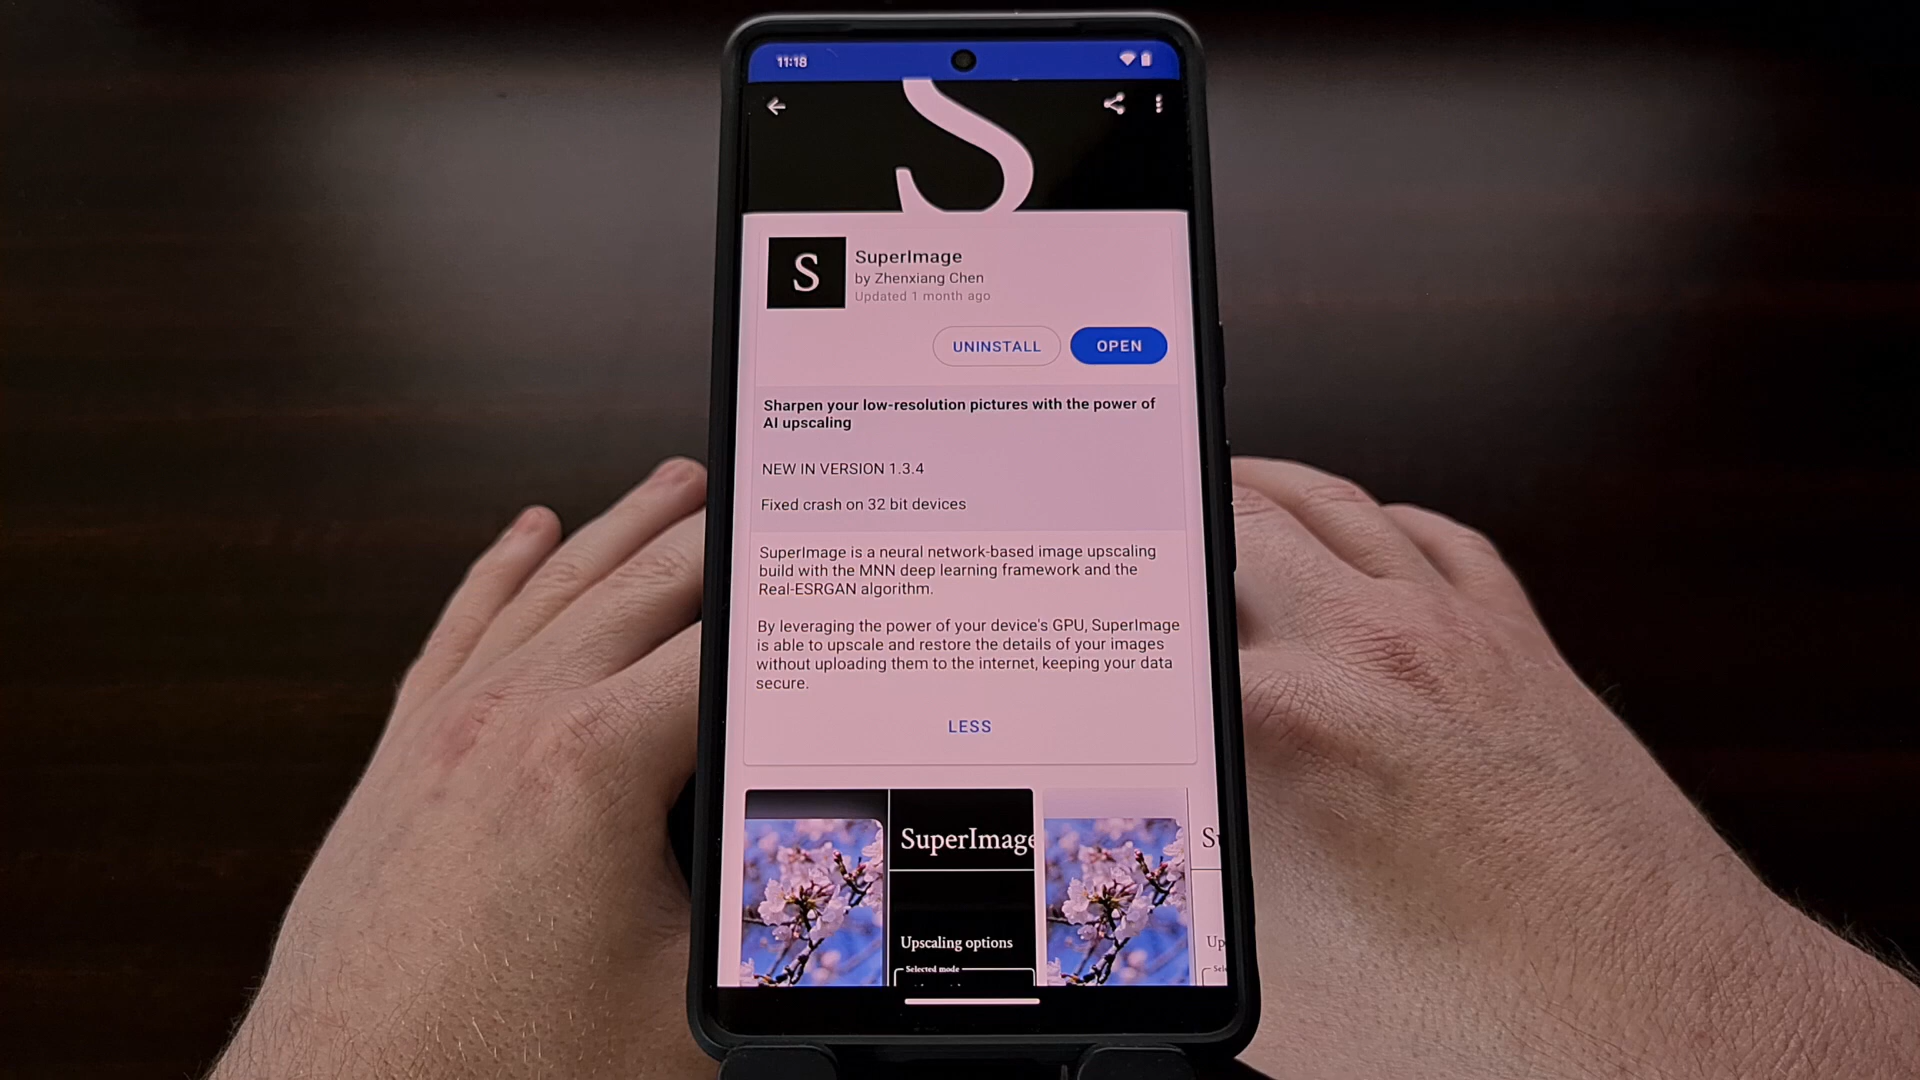 11:18
S
S
SuperImage
by Zhenxiang Chen
Updated 1 month ago
UNINSTALL
OPEN
Sharpen your low-resolution pictures with the power of
AI upscaling
NEW IN VERSION 1.3.4
Fixed crash on 32 bit devices
SuperImage is a neural network-based image upscaling
build with the MNN deep learning framework and the
Real-ESRGAN algorithm.
By leveraging the power of your device's GPU, SuperImage
is able to upscale and restore the details of your images
without uploading them to the internet, keeping your data
secure.
LESS
SuperImage
Su
Upscaling options
Up
Selected mode
Sele